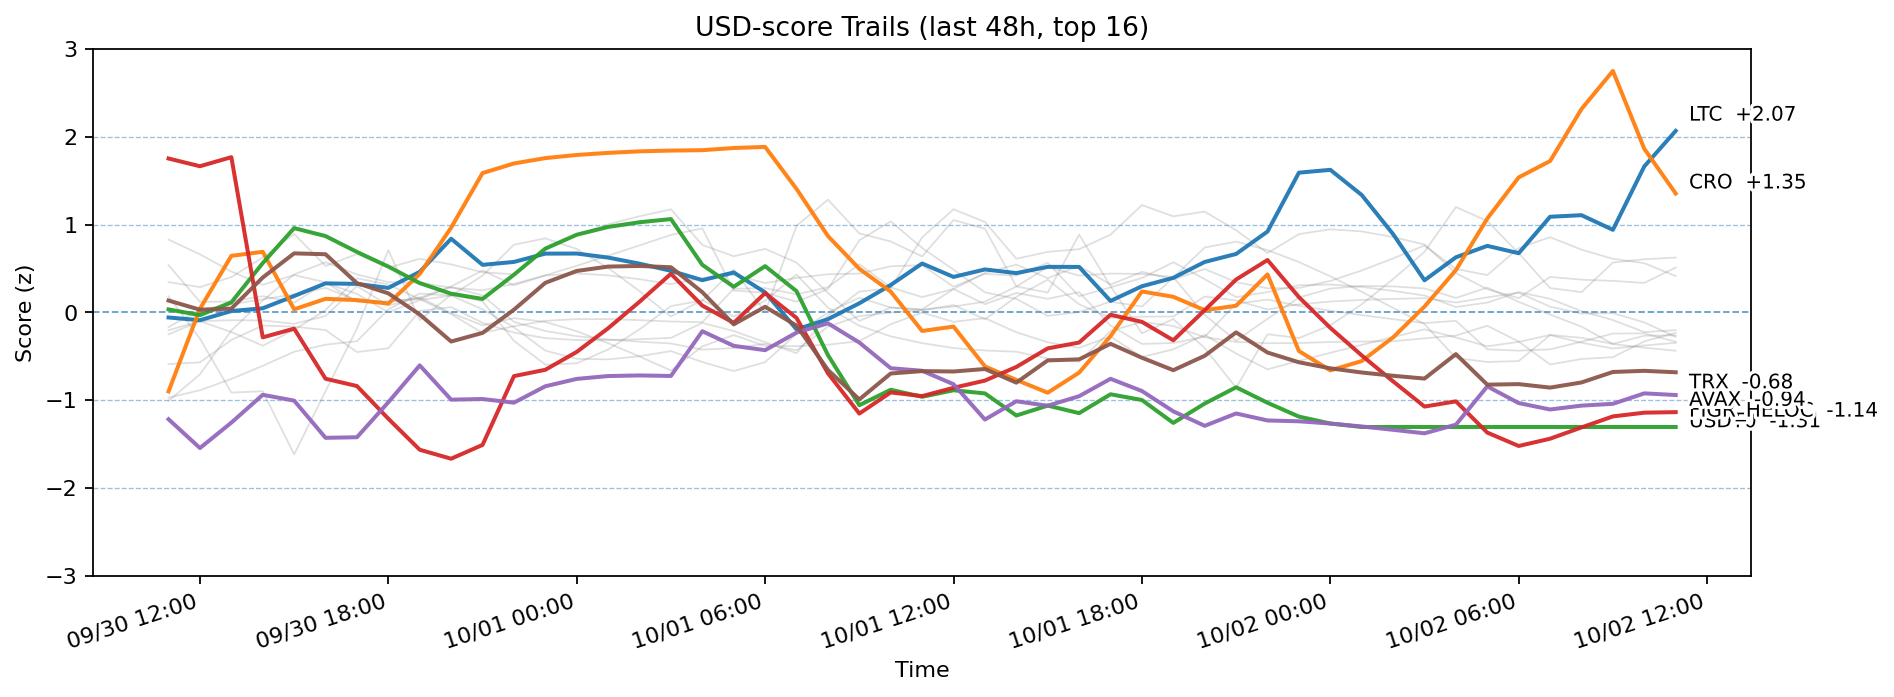 USD-score Trails (last 48h, top 16)
Score (z)
3
2
1
0
−1
−2
−3
LTC +2.07
CRO +1.35
TRX -0.68
AVAX -0.94
FIGR-HELOC -1.14
-1.31
09/30 12:00
09/30 18:00
10/01 00:00
10/01 06:00
10/01 12:00
10/01 18:00
10/02 00:00
10/02 06:00
10/02 12:00
Time